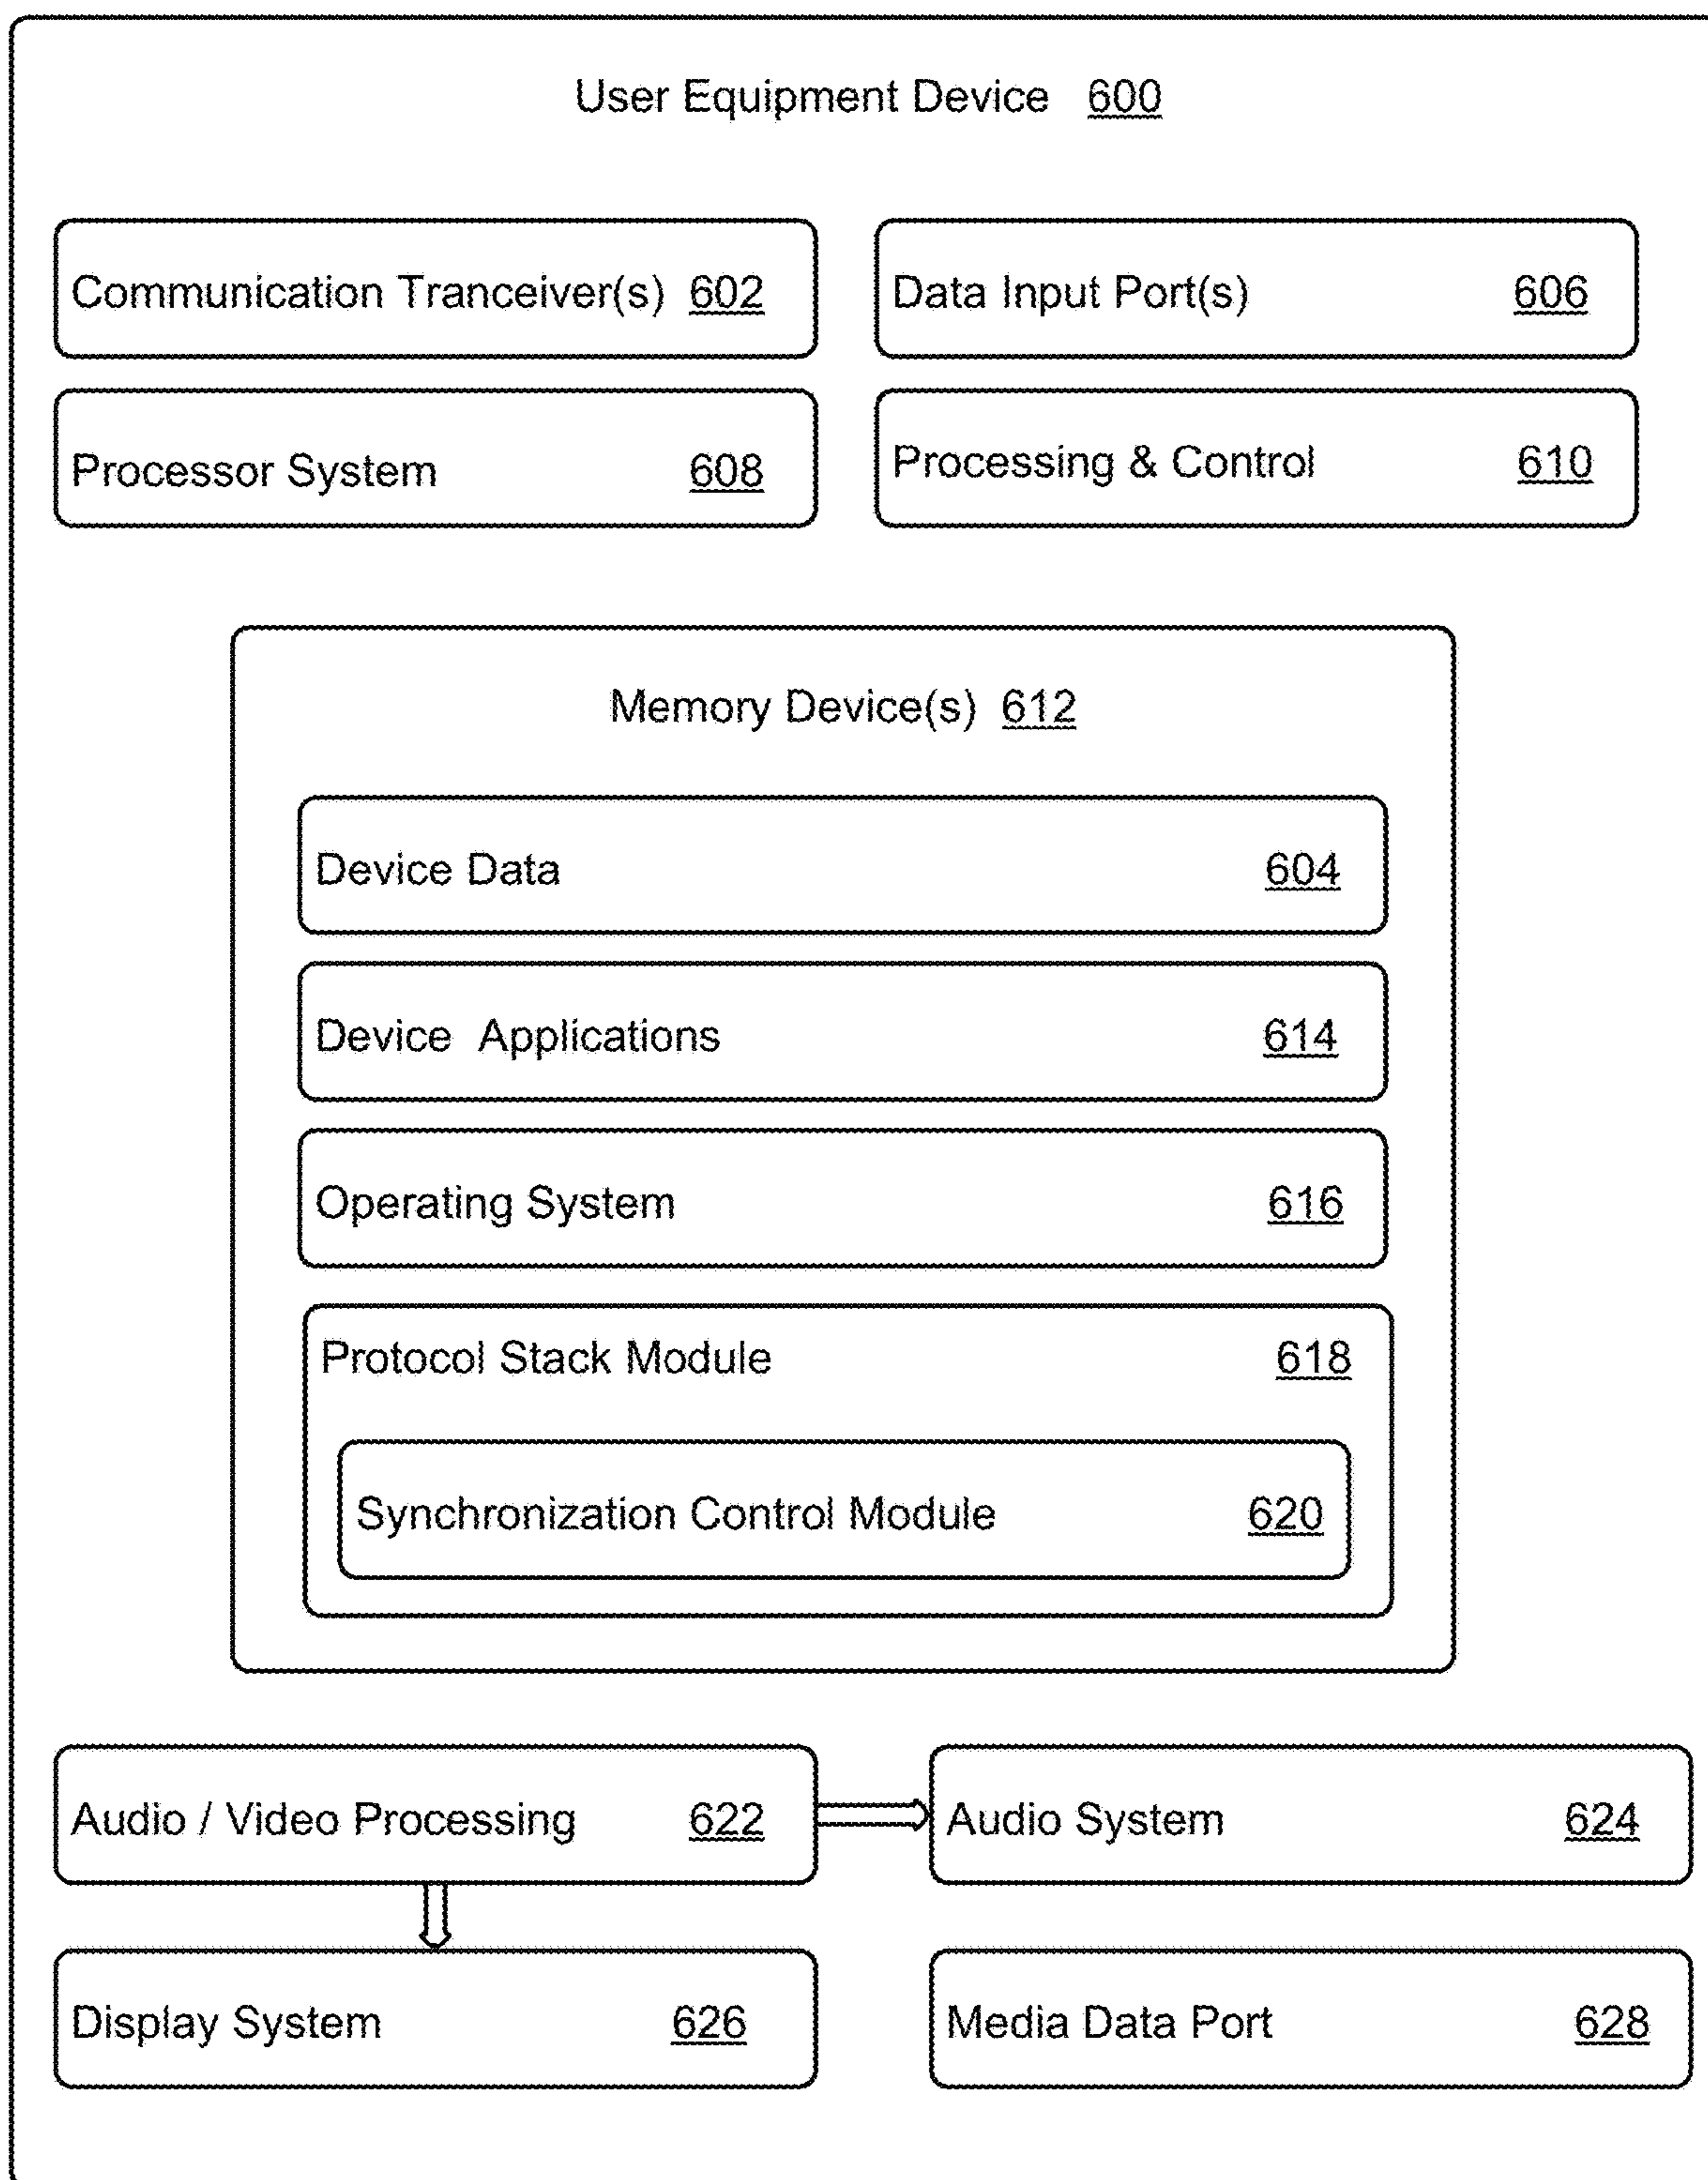 User Equipment Device 600
Communication Tranceiver(s) 602
Data Input Port(s) 606
Processor System 608
Processing & Control 610
Memory Device(s) 612
Device Data 604
Device Applications 614
Operating System 616
Protocol Stack Module 618
Synchronization Control Module 620
Audio / Video Processing 622
Audio System 624
Display System 626
Media Data Port 628